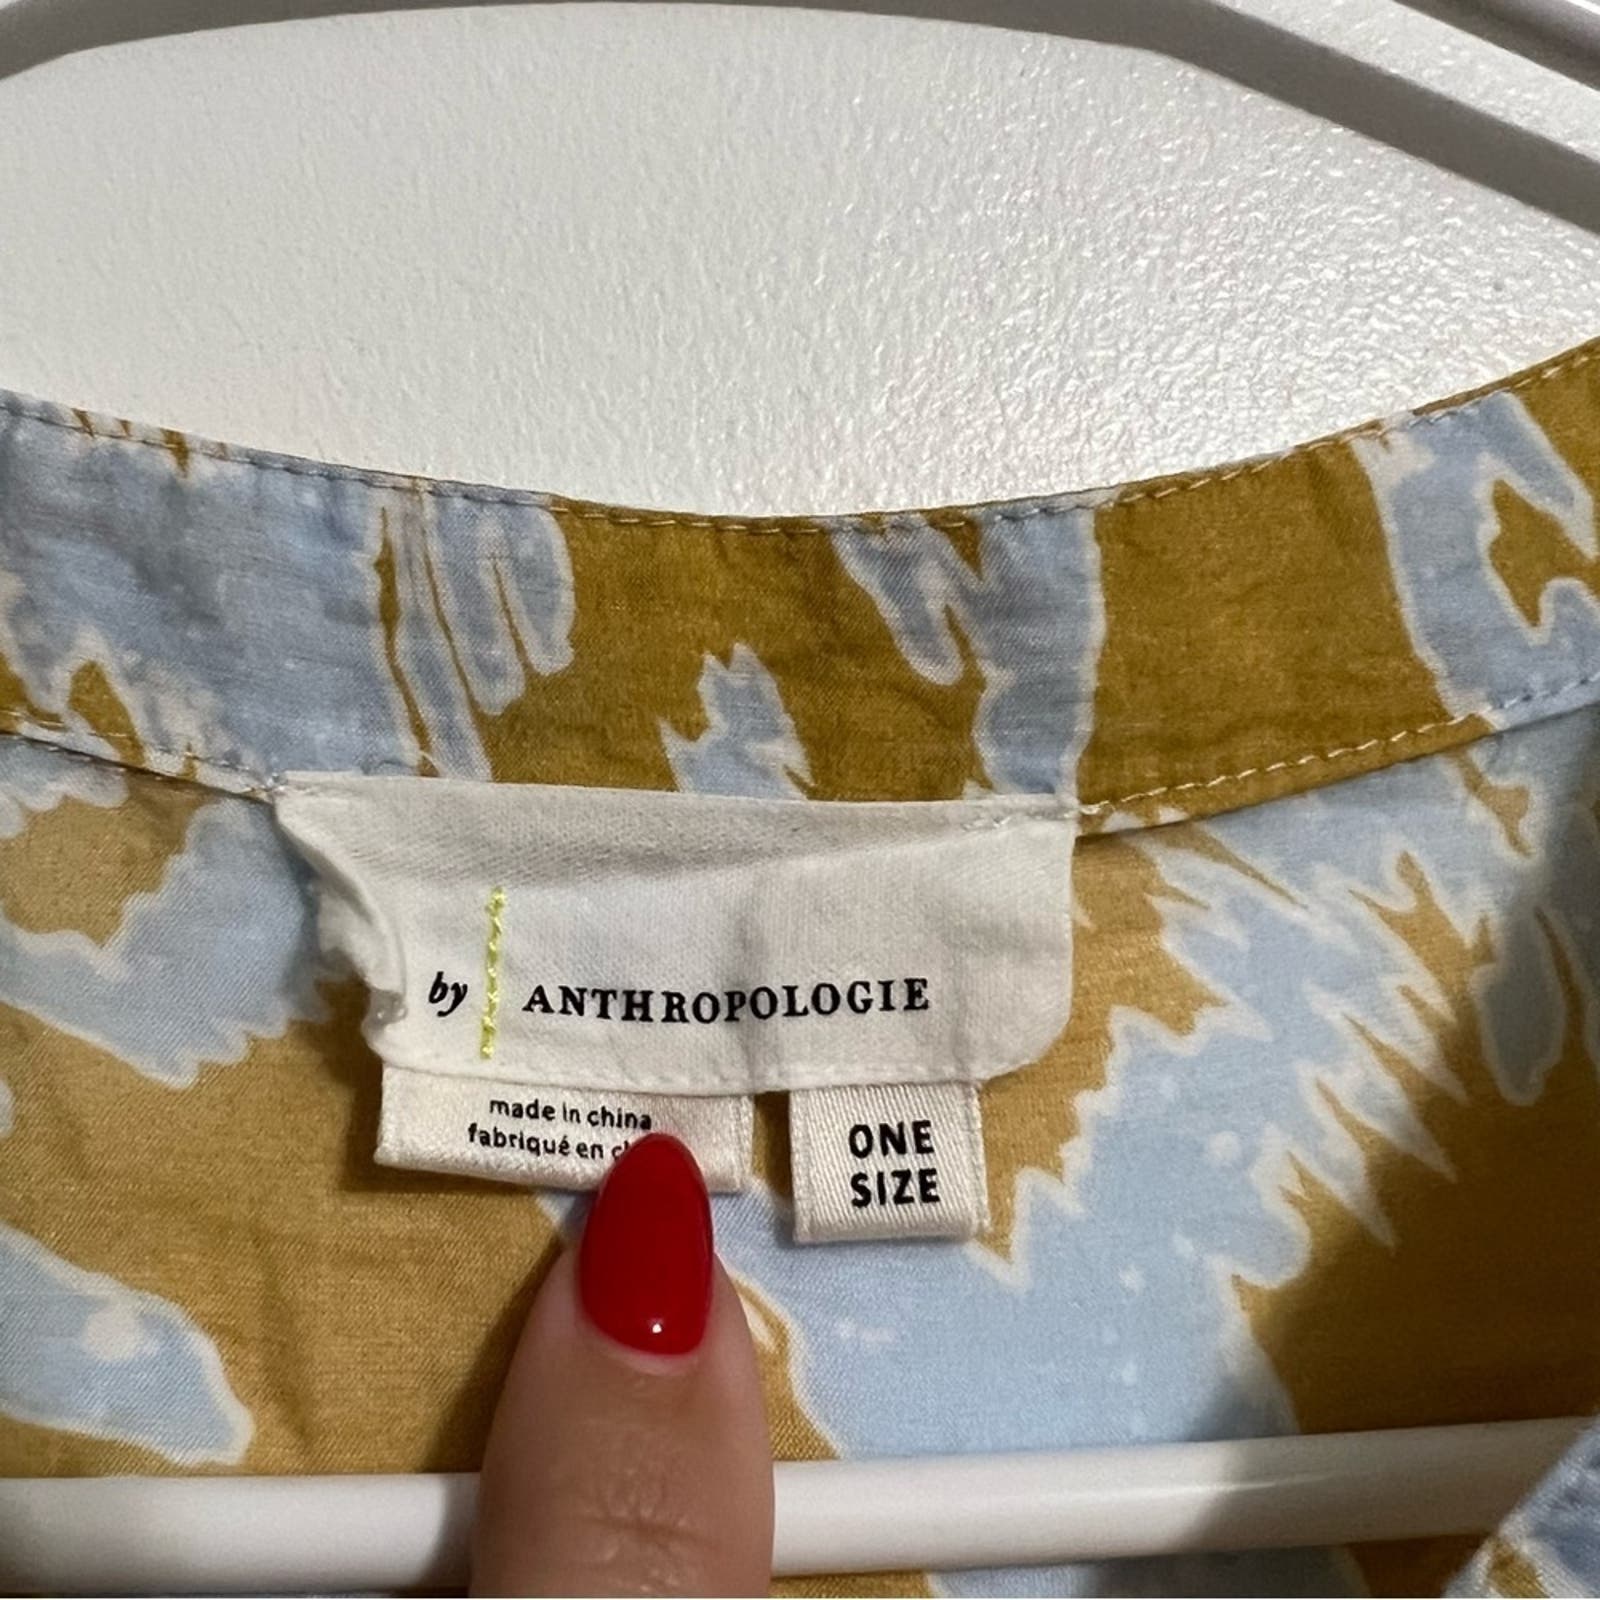 by ANTHROPOLOGIE
made in china
fabriqué en
ONE
SIZE